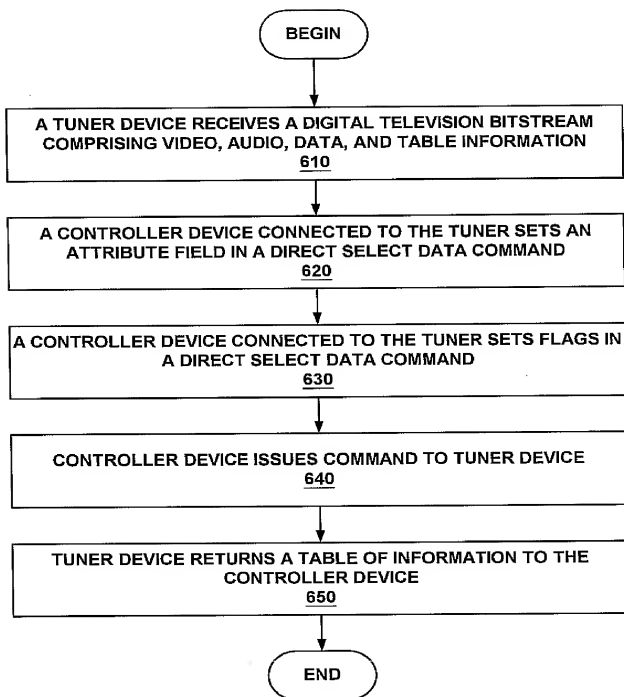 BEGIN
A TUNER DEVICE RECEIVES A DIGITAL TELEVISION BITSTREAM
COMPRISING VIDEO, AUDIO, DATA, AND TABLE INFORMATION
610
A CONTROLLER DEVICE CONNECTED TO THE TUNER SETS AN
ATTRIBUTE FIELD IN A DIRECT SELECT DATA COMMAND
620
A CONTROLLER DEVICE CONNECTED TO THE TUNER SETS FLAGS IN
A DIRECT SELECT DATA COMMAND
630
CONTROLLER DEVICE ISSUES COMMAND TO TUNER DEVICE
640
TUNER DEVICE RETURNS A TABLE OF INFORMATION TO THE
CONTROLLER DEVICE
650
END